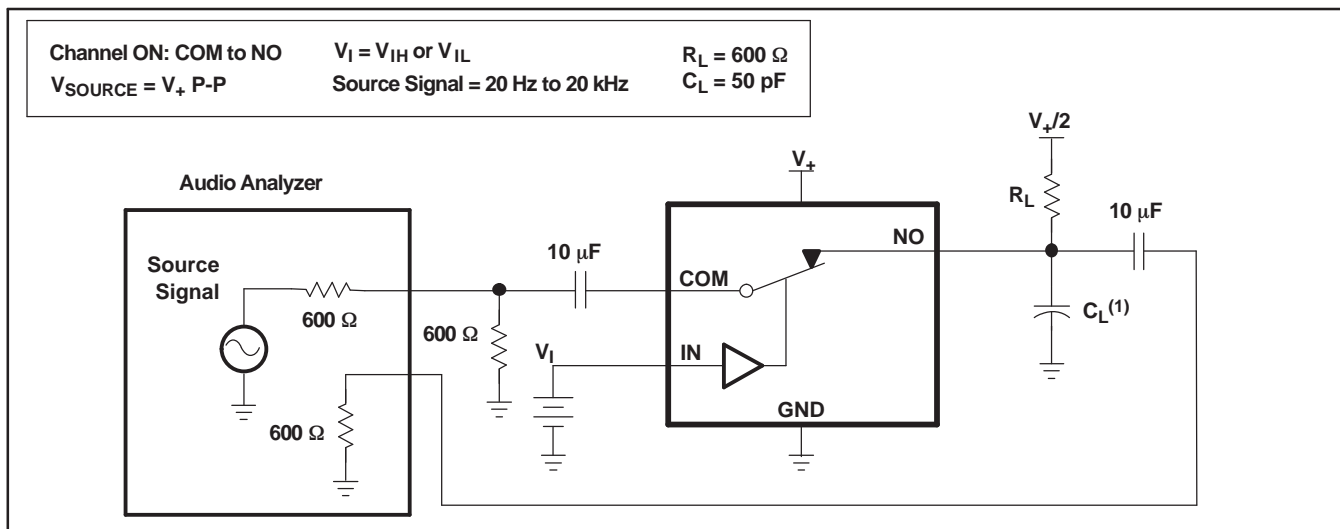 Channel ON: COM to NO
V_I = V_IH or V_IL
R_L = 600 Ω
V_SOURCE = V_+ P-P
Source Signal = 20 Hz to 20 kHz
C_L = 50 pF
V_+/2
V_+
Audio Analyzer
R_L
10 μF
NO
10 μF
Source
Signal
COM
600 Ω
600 Ω
C_L(1)
V_I
IN
GND
600 Ω